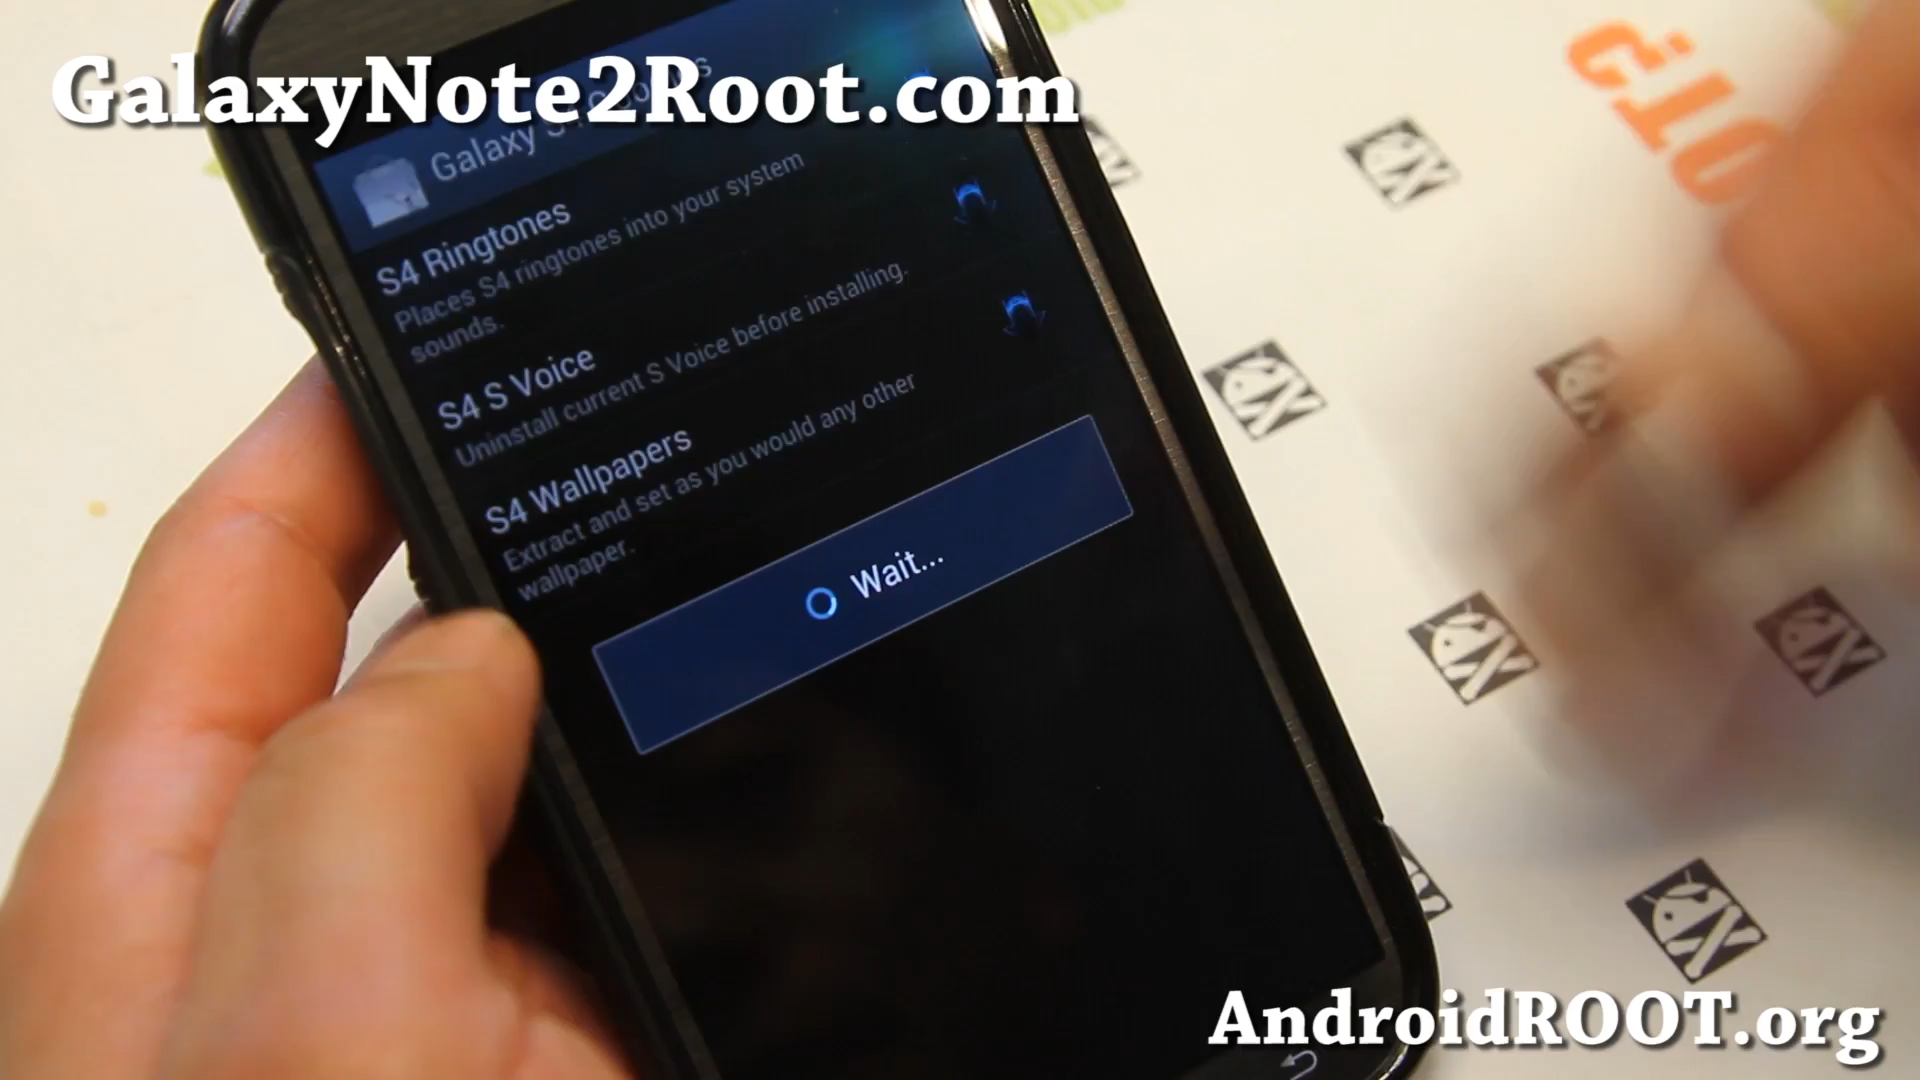 GalaxyNote2Root.com
Galaxy S4
S4 Ringtones
Places S4 ringtones into your system
sounds.
S4 S Voice
Uninstall current S Voice before installing.
S4 Wallpapers
Extract and set as you would any other
wallpaper.
Wait...
AndroidROOT.org